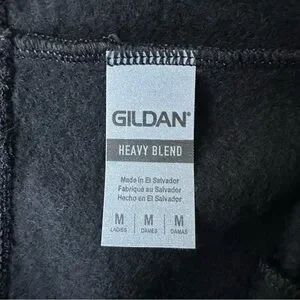 GILDAN®
HEAVY BLEND
Made in El Salvador
Fabriqué au Salvador
Hecho en El Salvador
M | M | M
LADIES | DAMES | DAMAS